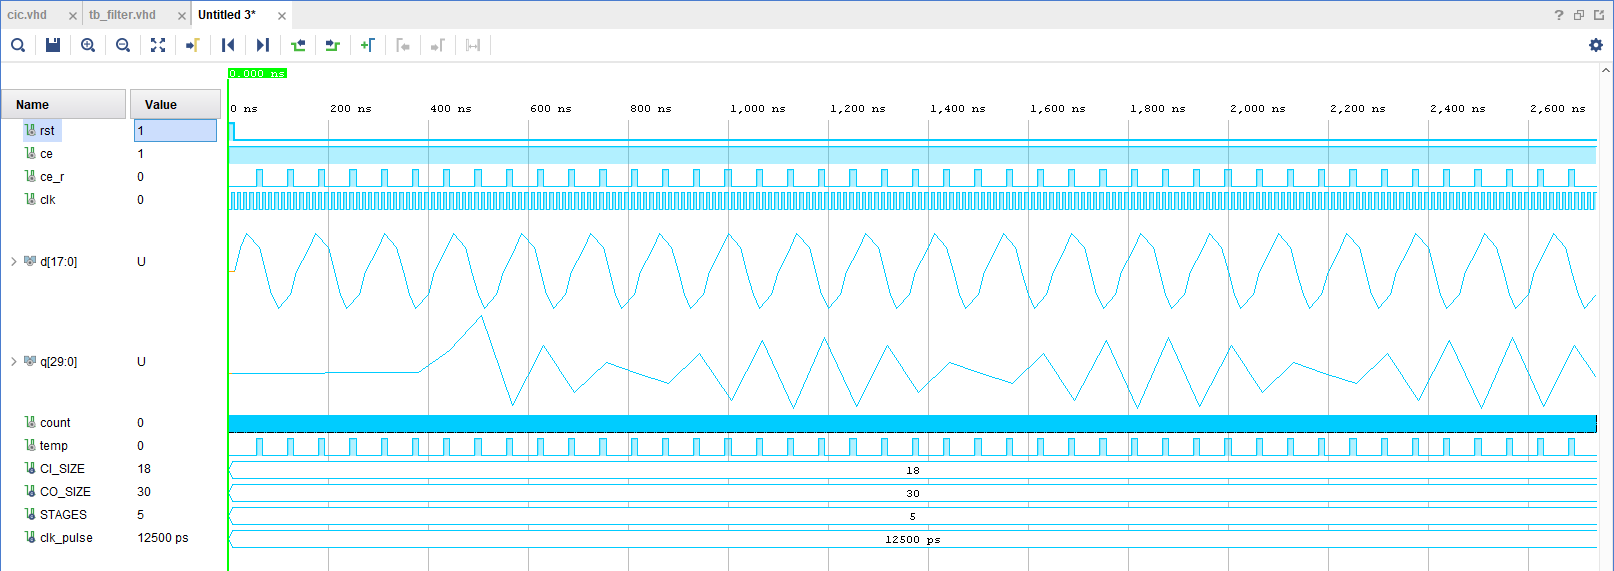 cic.vhd × tb_filter.vhd × Untitled 3* ×
?
0.000 ns
Name Value
0 ns 200 ns 400 ns 600 ns 800 ns 1,000 ns 1,200 ns 1,400 ns 1,600 ns 1,800 ns 2,000 ns 2,200 ns 2,400 ns 2,600 ns
rst 1
ce 1
ce_r 0
clk 0
d[17:0] U
q[29:0] U
count 0
temp 0
CI_SIZE 18 18
CO_SIZE 30 30
STAGES 5 5
clk_pulse 12500 ps 12500 ps